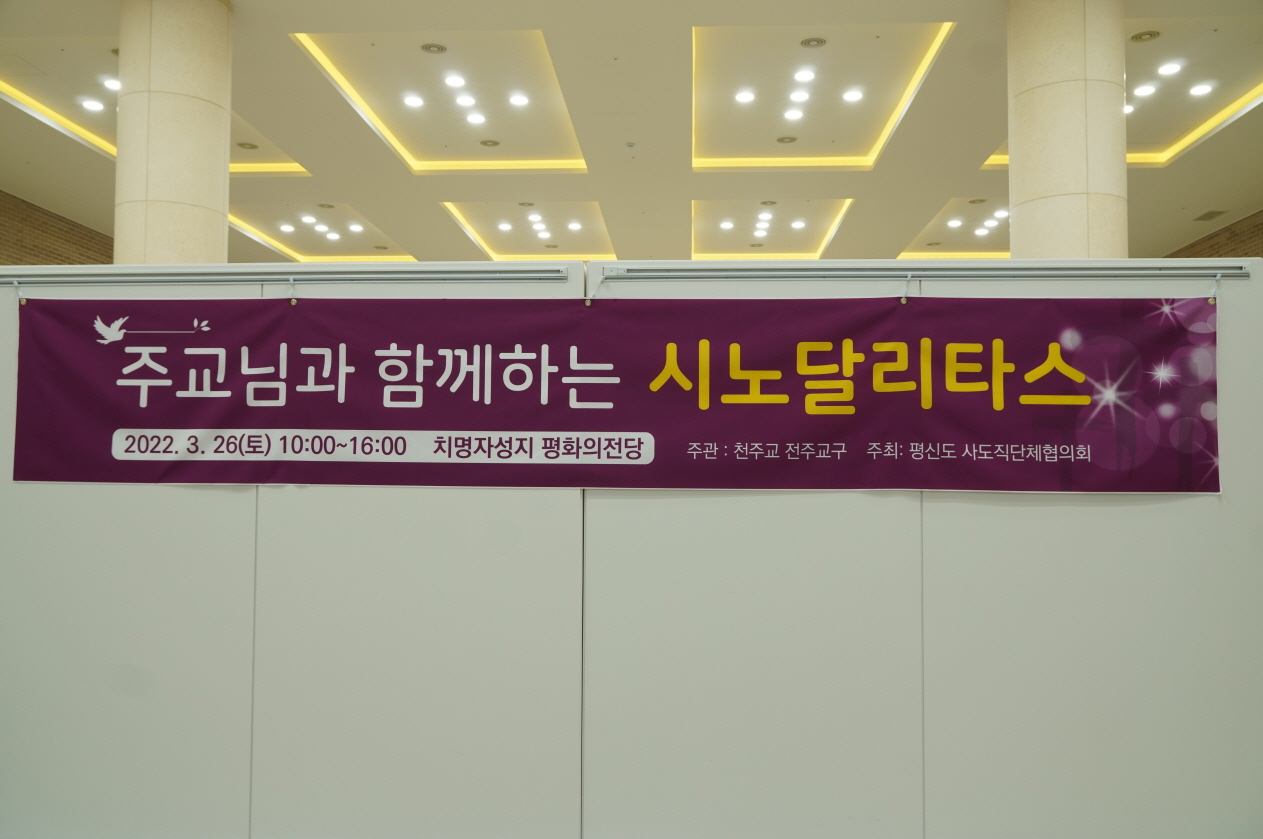 주교님과 함께하는 시노달리타스
2022. 3. 26(토) 10:00~16:00 치명자성지 평화의전당 주관 : 천주교 전주교구 주최: 평신도 사도직단체협의회